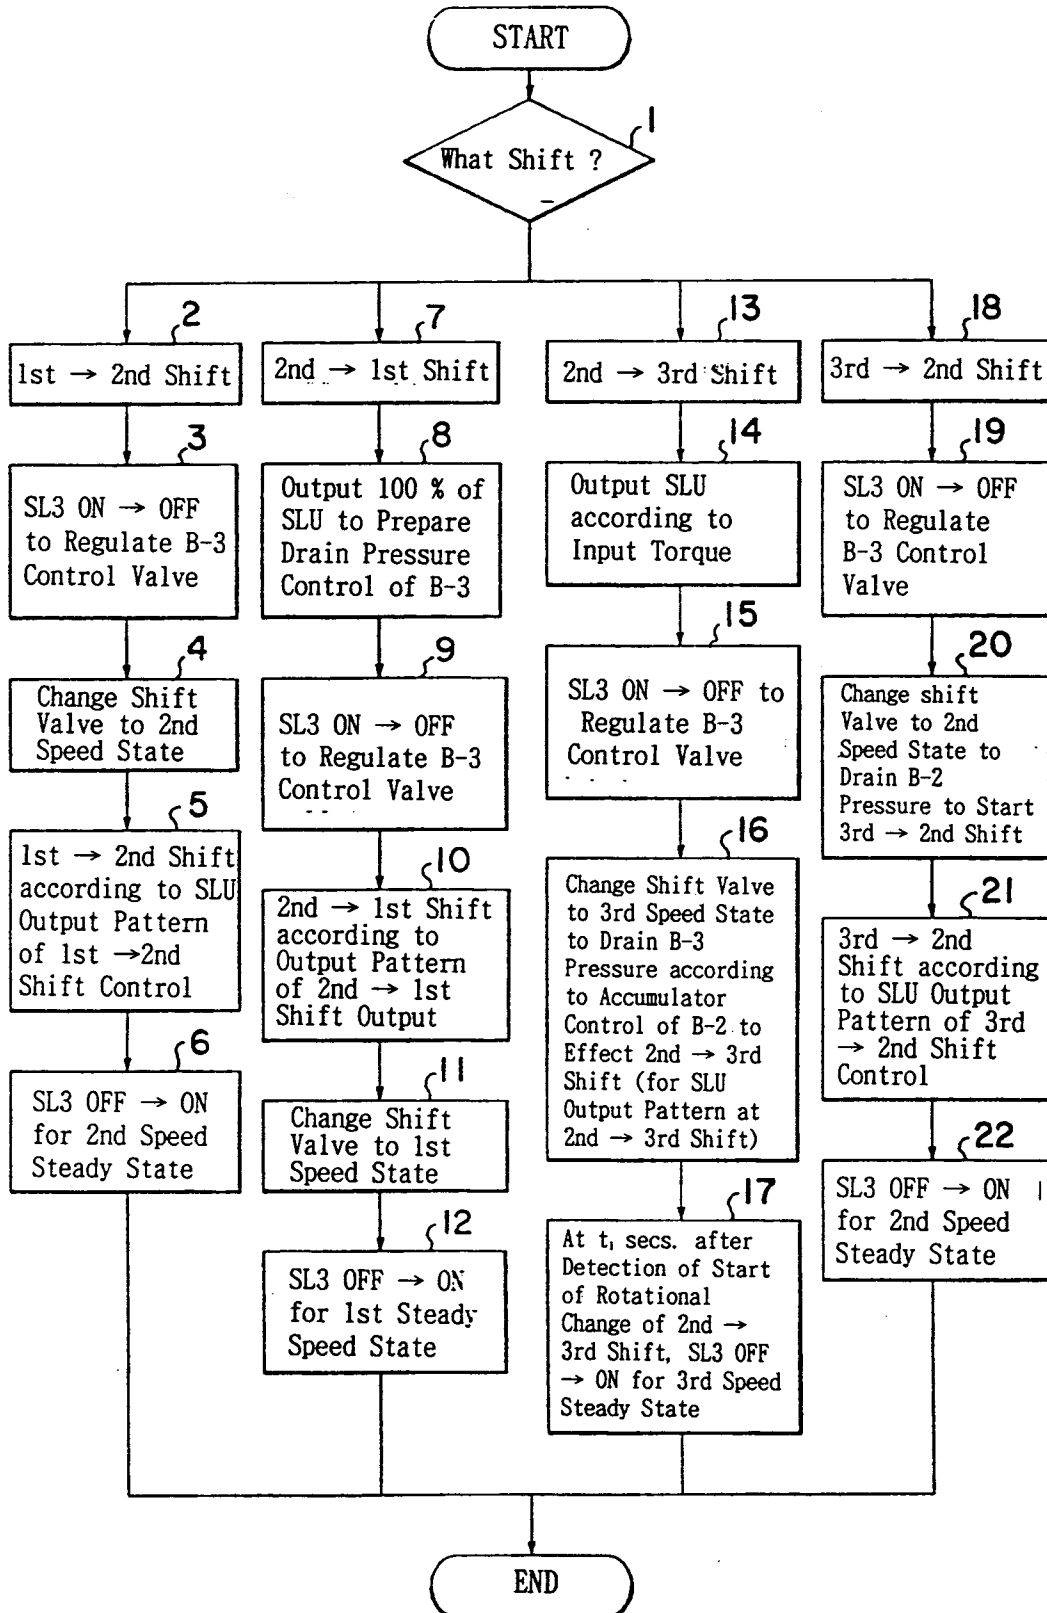 START
1
What Shift ?
2
1st → 2nd Shift
3
SL3 ON → OFF
to Regulate B-3
Control Valve
4
Change Shift
Valve to 2nd
Speed State
5
1st → 2nd Shift
according to SLU
Output Pattern
of 1st →2nd
Shift Control
6
SL3 OFF → ON
for 2nd Speed
Steady State
7
2nd → 1st Shift
8
Output 100 % of
SLU to Prepare
Drain Pressure
Control of B-3
9
SL3 ON → OFF
to Regulate B-3
Control Valve
10
2nd → 1st Shift
according to
Output Pattern
of 2nd → 1st
Shift Output
11
Change Shift
Valve to 1st
Speed State
12
SL3 OFF → ON
for 1st Steady
Speed State
13
2nd → 3rd Shift
14
Output SLU
according to
Input Torque
15
SL3 ON → OFF to
Regulate B-3
Control Valve
16
Change Shift Valve
to 3rd Speed State
to Drain B-3
Pressure according
to Accumulator
Control of B-2 to
Effect 2nd → 3rd
Shift (for SLU
Output Pattern at
2nd → 3rd Shift)
17
At t₁ secs. after
Detection of Start
of Rotational
Change of 2nd →
3rd Shift, SL3 OFF
→ ON for 3rd Speed
Steady State
18
3rd → 2nd Shift
19
SL3 ON → OFF
to Regulate
B-3 Control
Valve
20
Change shift
Valve to 2nd
Speed State to
Drain B-2
Pressure to Start
3rd → 2nd Shift
21
3rd → 2nd
Shift according
to SLU Output
Pattern of 3rd
→ 2nd Shift
Control
22
SL3 OFF → ON
for 2nd Speed
Steady State
END